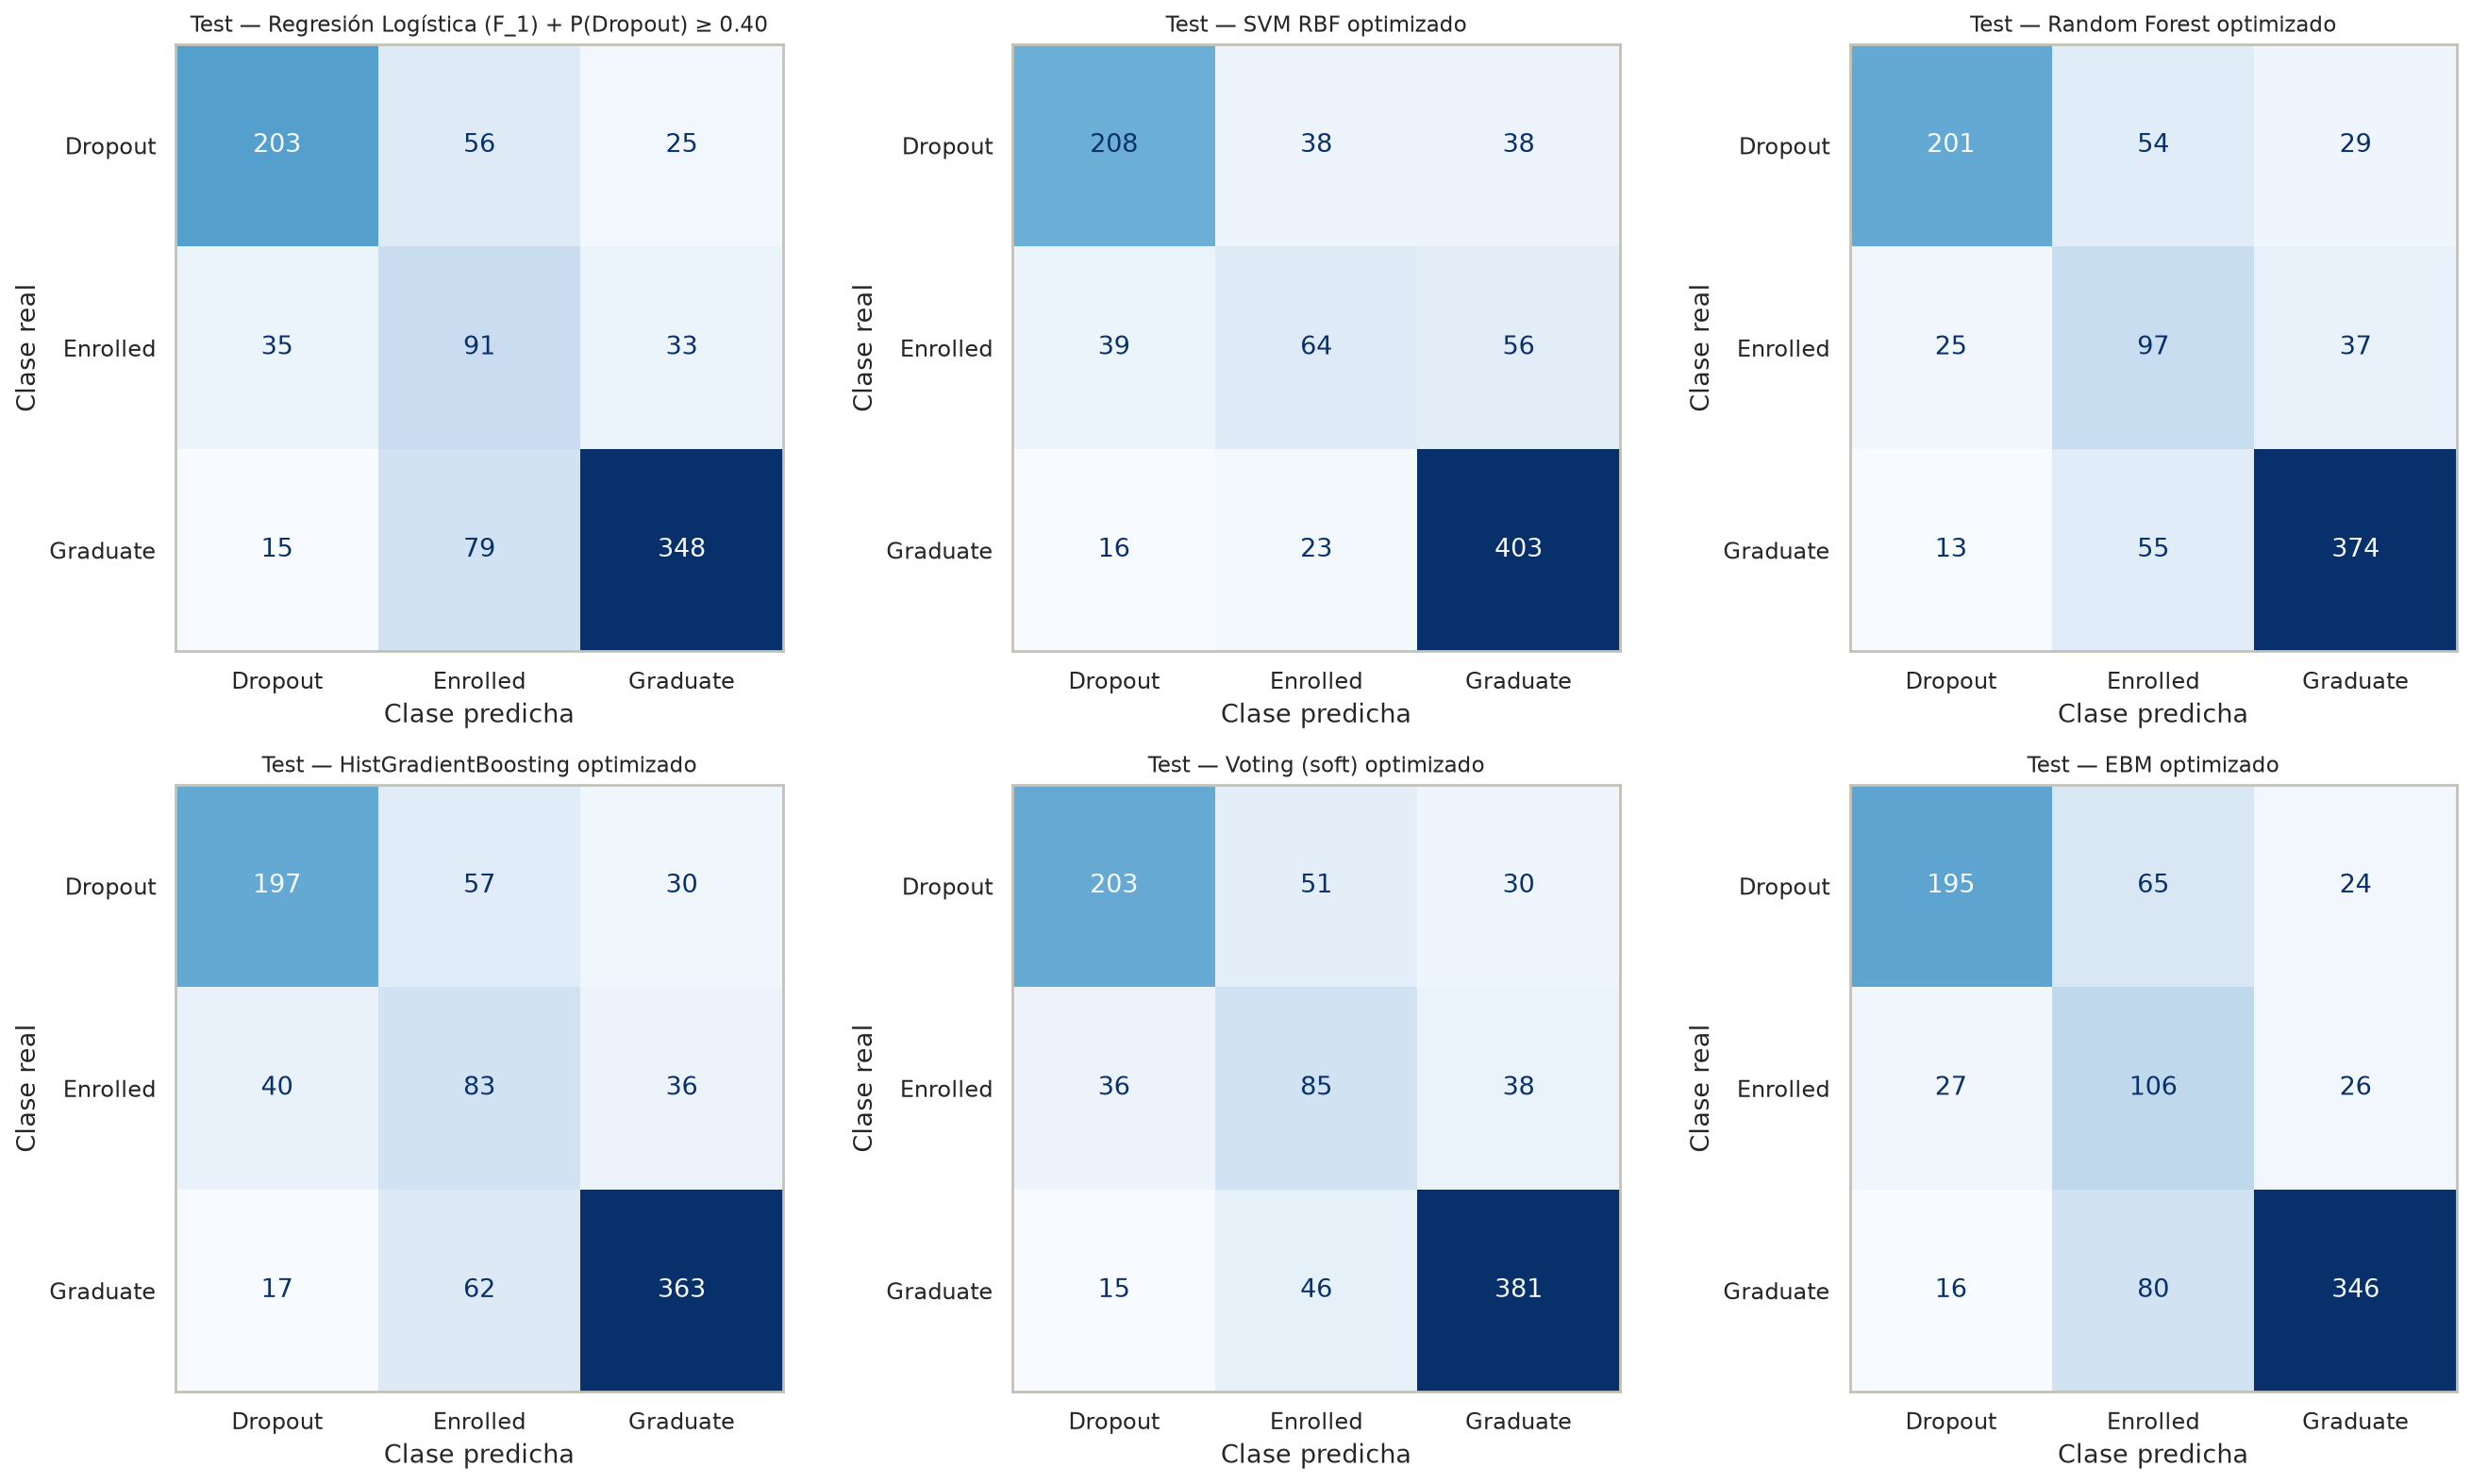 Test — Regresión Logística (F_1) + P(Dropout) ≥ 0.40
Dropout 203 56 25
Enrolled 35 91 33
Graduate 15 79 348
Clase real
Dropout Enrolled Graduate
Clase predicha
Test — SVM RBF optimizado
Dropout 208 38 38
Enrolled 39 64 56
Graduate 16 23 403
Clase real
Dropout Enrolled Graduate
Clase predicha
Test — Random Forest optimizado
Dropout 201 54 29
Enrolled 25 97 37
Graduate 13 55 374
Clase real
Dropout Enrolled Graduate
Clase predicha
Test — HistGradientBoosting optimizado
Dropout 197 57 30
Enrolled 40 83 36
Graduate 17 62 363
Clase real
Dropout Enrolled Graduate
Clase predicha
Test — Voting (soft) optimizado
Dropout 203 51 30
Enrolled 36 85 38
Graduate 15 46 381
Clase real
Dropout Enrolled Graduate
Clase predicha
Test — EBM optimizado
Dropout 195 65 24
Enrolled 27 106 26
Graduate 16 80 346
Clase real
Dropout Enrolled Graduate
Clase predicha